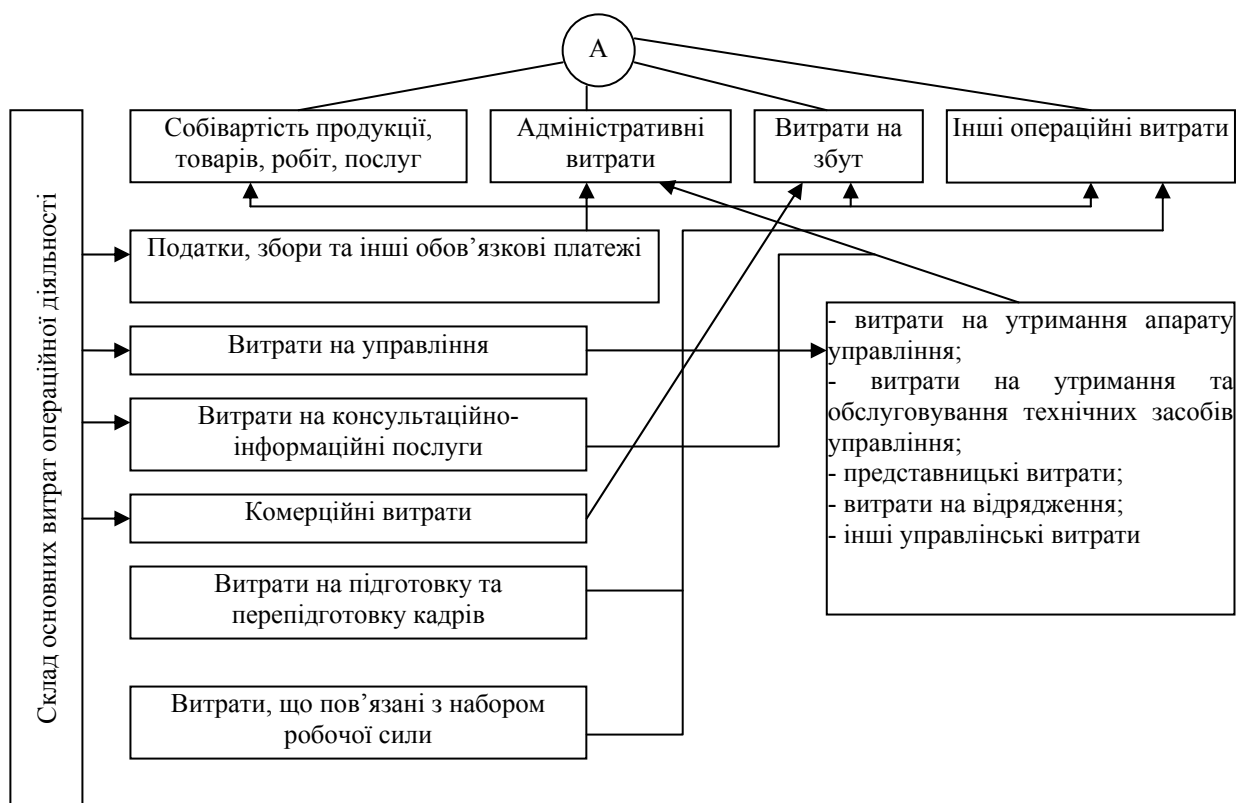 А
Собівартість продукції,
товарів, робіт, послуг
Адміністративні
витрати
Витрати на
збут
Інші операційні витрати
Склад основних витрат операційної діяльності
Податки, збори та інші обов’язкові платежі
Витрати на управління
Витрати на консультаційно-
інформаційні послуги
Комерційні витрати
Витрати на підготовку та
перепідготовку кадрів
Витрати, що пов’язані з набором
робочої сили
- витрати на утримання апарату
управління;
- витрати на утримання та
обслуговування технічних засобів
управління;
- представницькі витрати;
- витрати на відрядження;
- інші управлінські витрати